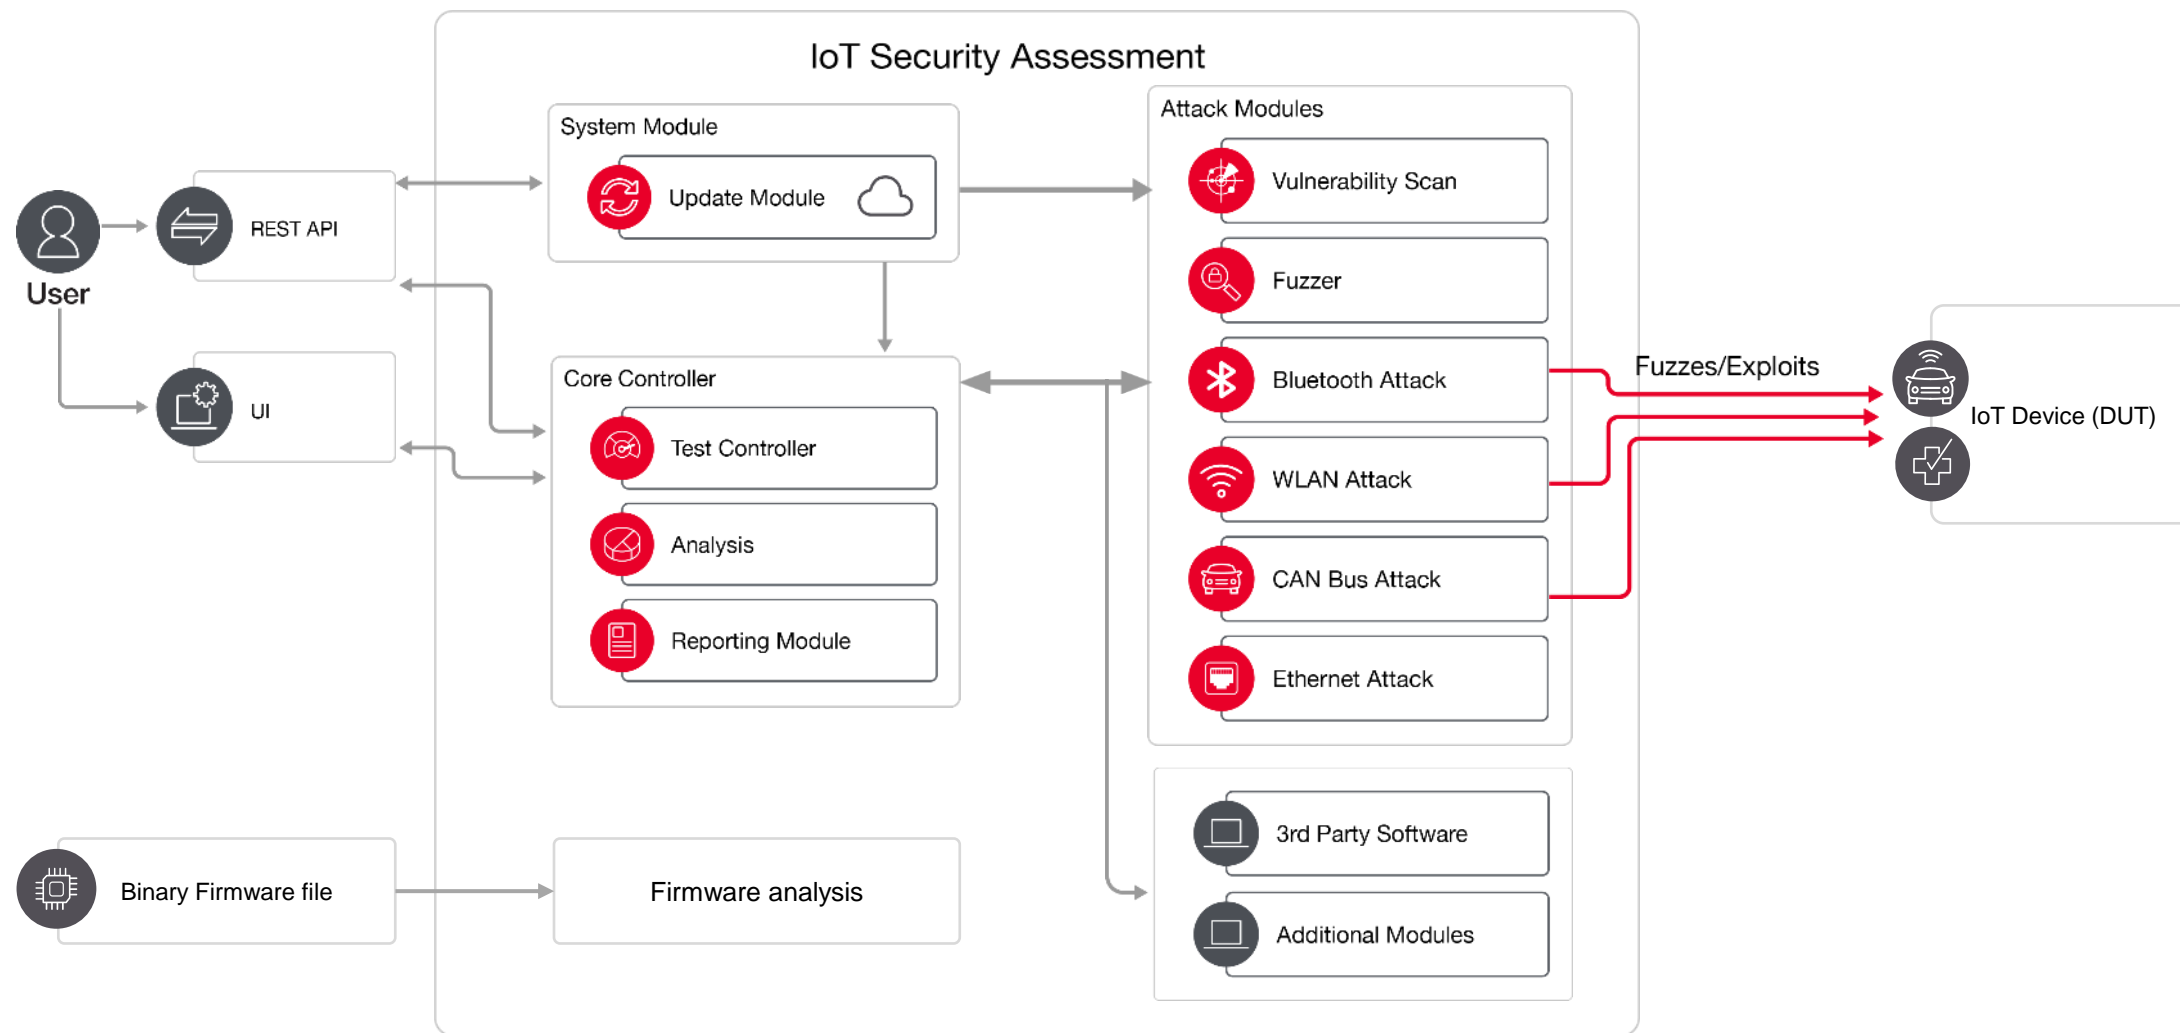 IoT Security Assessment
System Module
Update Module
Attack Modules
Vulnerability Scan
Fuzzer
Bluetooth Attack
WLAN Attack
CAN Bus Attack
Ethernet Attack
REST API
User
UI
Core Controller
Test Controller
Analysis
Reporting Module
Fuzzes/Exploits
IoT Device (DUT)
3rd Party Software
Additional Modules
Binary Firmware file
Firmware analysis